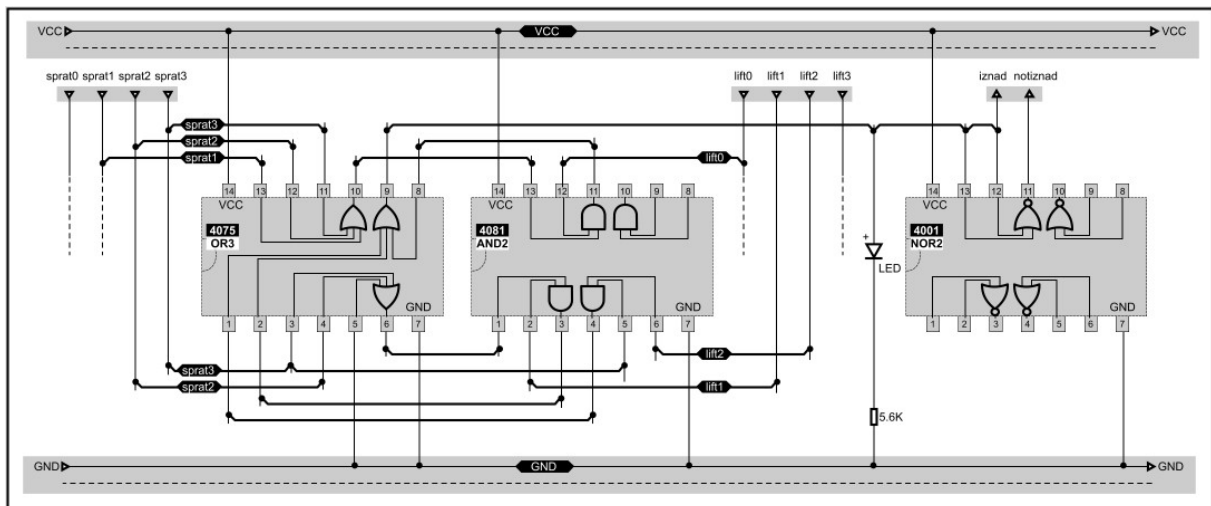 VCC VCC VCC
sprat0 sprat1 sprat2 sprat3 lift0 lift1 lift2 lift3 iznad notiznad
sprat3
sprat2
sprat1 lift0
14 13 12 11 10 9 8 14 13 12 11 10 9 8 14 13 12 11 10 9 8
VCC VCC VCC
4075 4081 + 4001
OR3 AND2 LED NOR2
GND GND GND
1 2 3 4 5 6 7 1 2 3 4 5 6 7 1 2 3 4 5 6 7
lift2
sprat3
sprat2 lift1
5.6K
GND GND GND